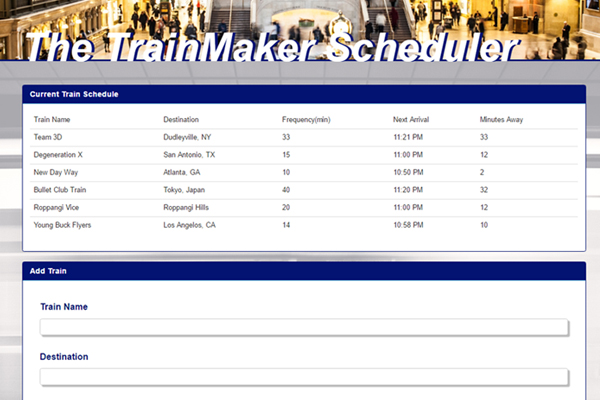 The TrainMaker Scheduler
Current Train Schedule
Train Name Destination Frequency(min) Next Arrival Minutes Away
Team 3D Dudleyville, NY 33 11:21 PM 33
Degeneration X San Antonio, TX 15 11:00 PM 12
New Day Way Atlanta, GA 10 10:50 PM 2
Bullet Club Train Tokyo, Japan 40 11:20 PM 32
Roppangi Vice Roppangi Hills 20 11:00 PM 12
Young Buck Flyers Los Angelos, CA 14 10:58 PM 10
Add Train
Train Name
Destination